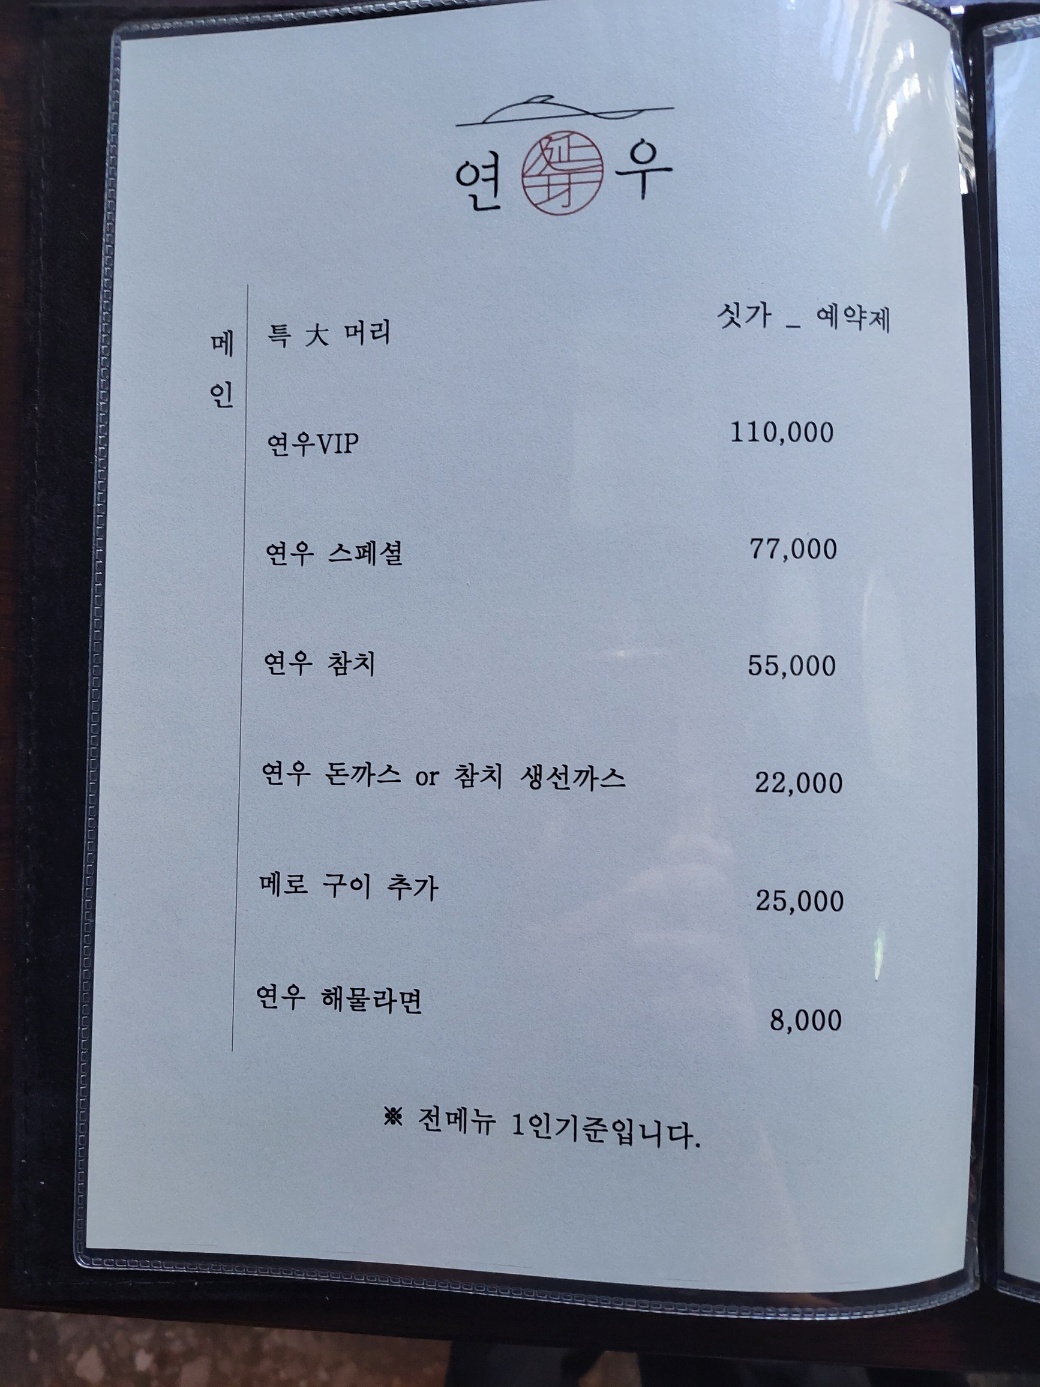 연 우
메인
특 大 머리 싯가 _ 예약제
연우VIP 110,000
연우 스페셜 77,000
연우 참치 55,000
연우 돈까스 or 참치 생선까스 22,000
메로 구이 추가 25,000
연우 해물라면 8,000
※ 전메뉴 1인기준입니다.